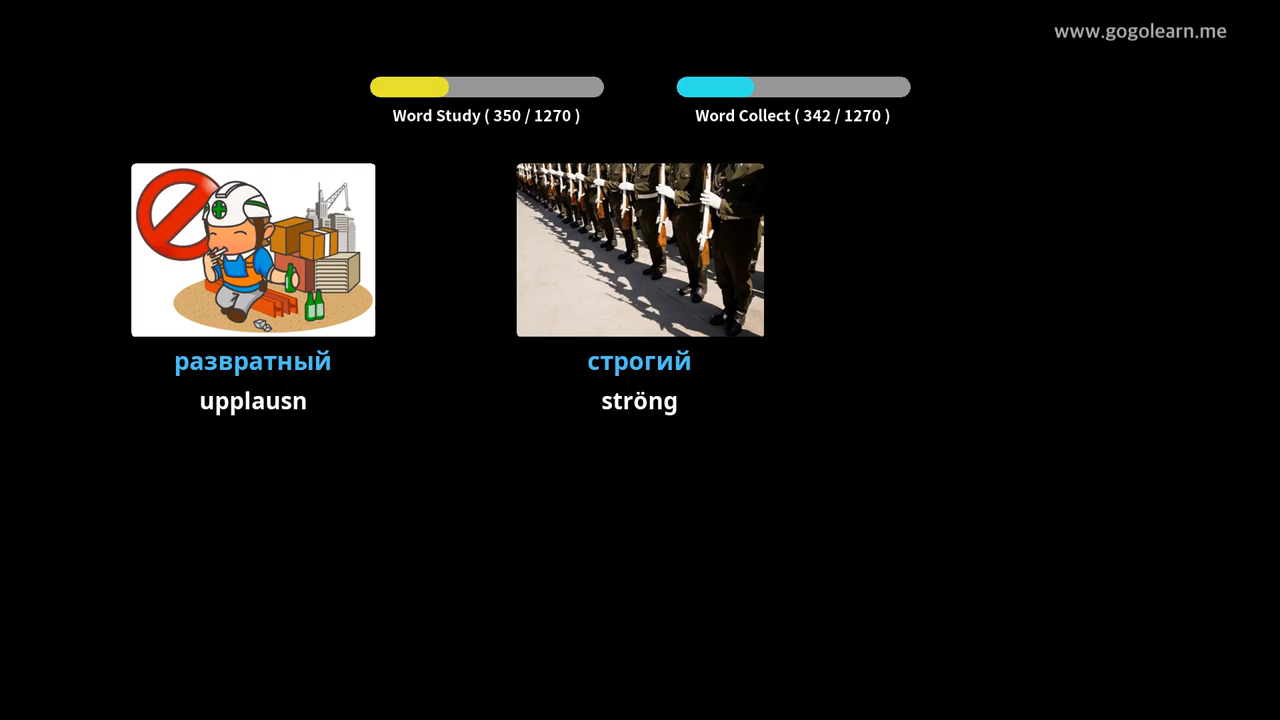 www.gogolearn.me
Word Study ( 350 / 1270 )
Word Collect ( 342 / 1270 )
развратный
строгий
upplausn
ströng